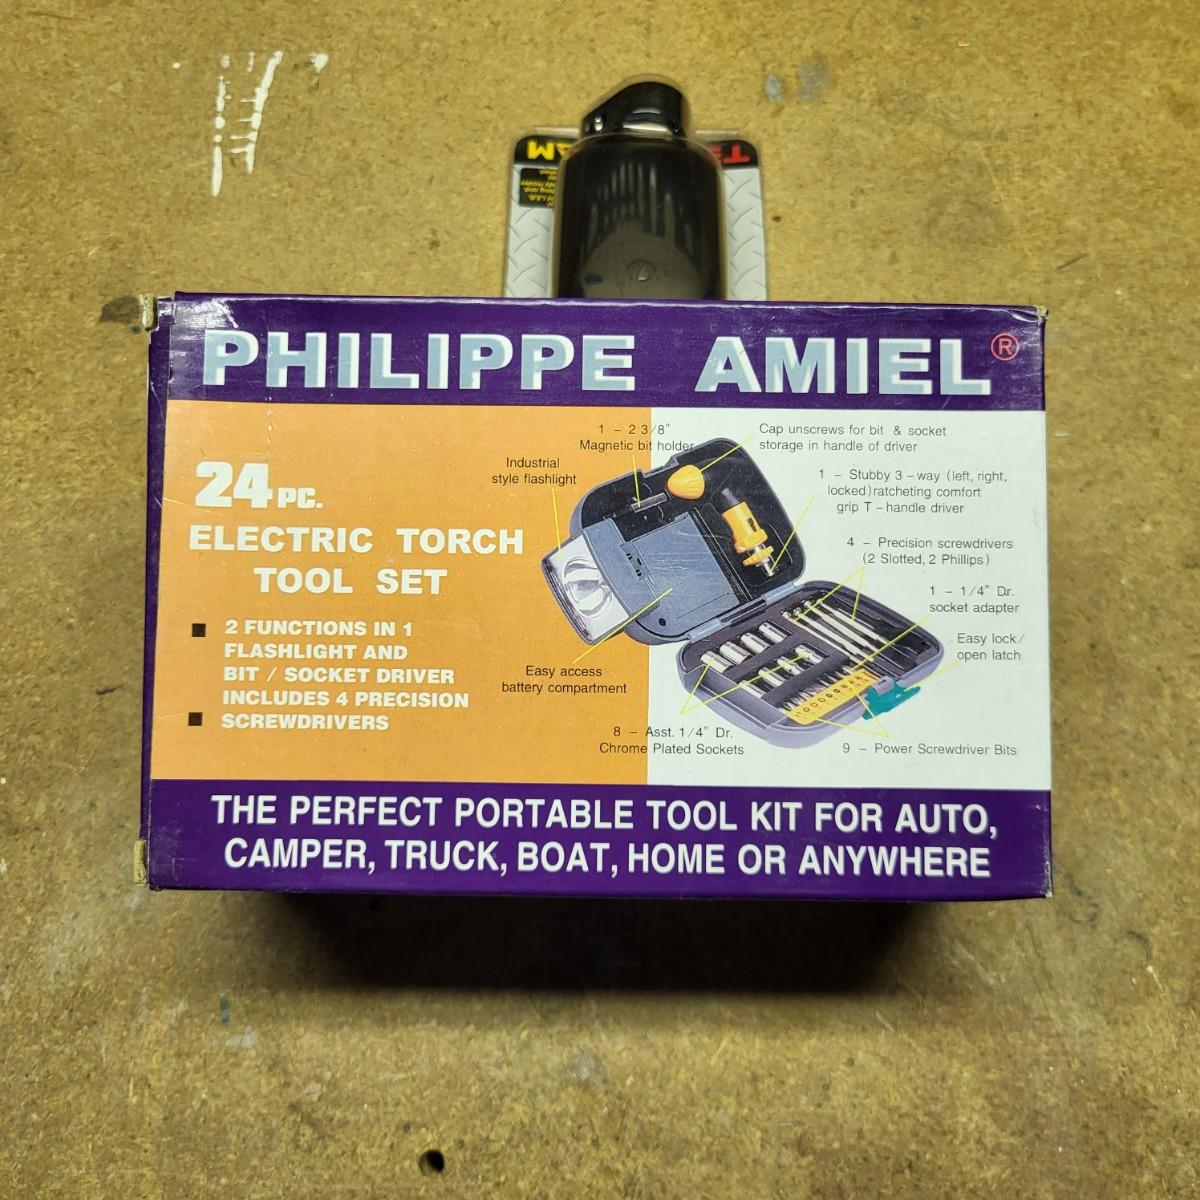 PHILIPPE AMIEL®
24 PC.
ELECTRIC TORCH
TOOL SET
■ 2 FUNCTIONS IN 1
FLASHLIGHT AND
BIT / SOCKET DRIVER
INCLUDES 4 PRECISION
■ SCREWDRIVERS
1 - 2 3/8"
Magnetic bit holder
Industrial
style flashlight
Cap unscrews for bit & socket
storage in handle of driver
1 - Stubby 3-way (left, right,
locked) ratcheting comfort
grip T-handle driver
4 - Precision screwdrivers
(2 Slotted, 2 Phillips)
1 - 1/4" Dr.
socket adapter
Easy lock/
open latch
Easy access
battery compartment
8 - Asst. 1/4" Dr.
Chrome Plated Sockets
9 - Power Screwdriver Bits
THE PERFECT PORTABLE TOOL KIT FOR AUTO,
CAMPER, TRUCK, BOAT, HOME OR ANYWHERE